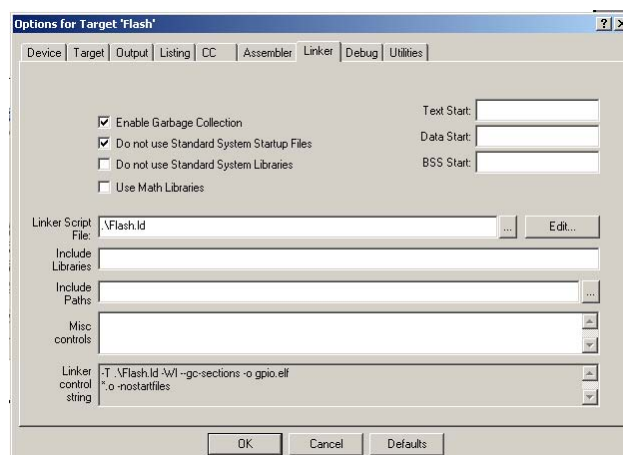 Options for Target 'Flash'
Device Target Output Listing CC Assembler Linker Debug Utilities
Text Start:
Enable Garbage Collection
Data Start:
Do not use Standard System Startup Files
BSS Start:
Do not use Standard System Libraries
Use Math Libraries
Linker Script File: .\Flash.ld ... Edit...
Include Libraries
Include Paths ...
Misc controls
Linker control string
-T .\Flash.ld -Wl --gc-sections -o gpio.elf
*.o -nostartfiles
OK Cancel Defaults